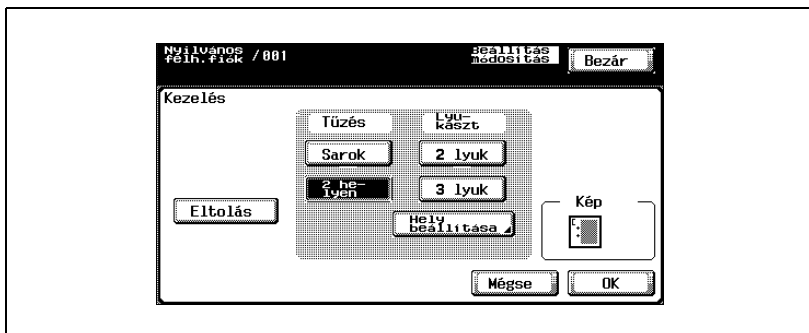 Nyilvános
félh.fiók /001
Beállítás
módosítás
Bezár
Kezelés
Tűzés
Lyu-
kászt
Sarok
2 lyuk
2 he-
lyen
3 lyuk
Eltolás
Hely
beállítása
Kép
Mégse
OK